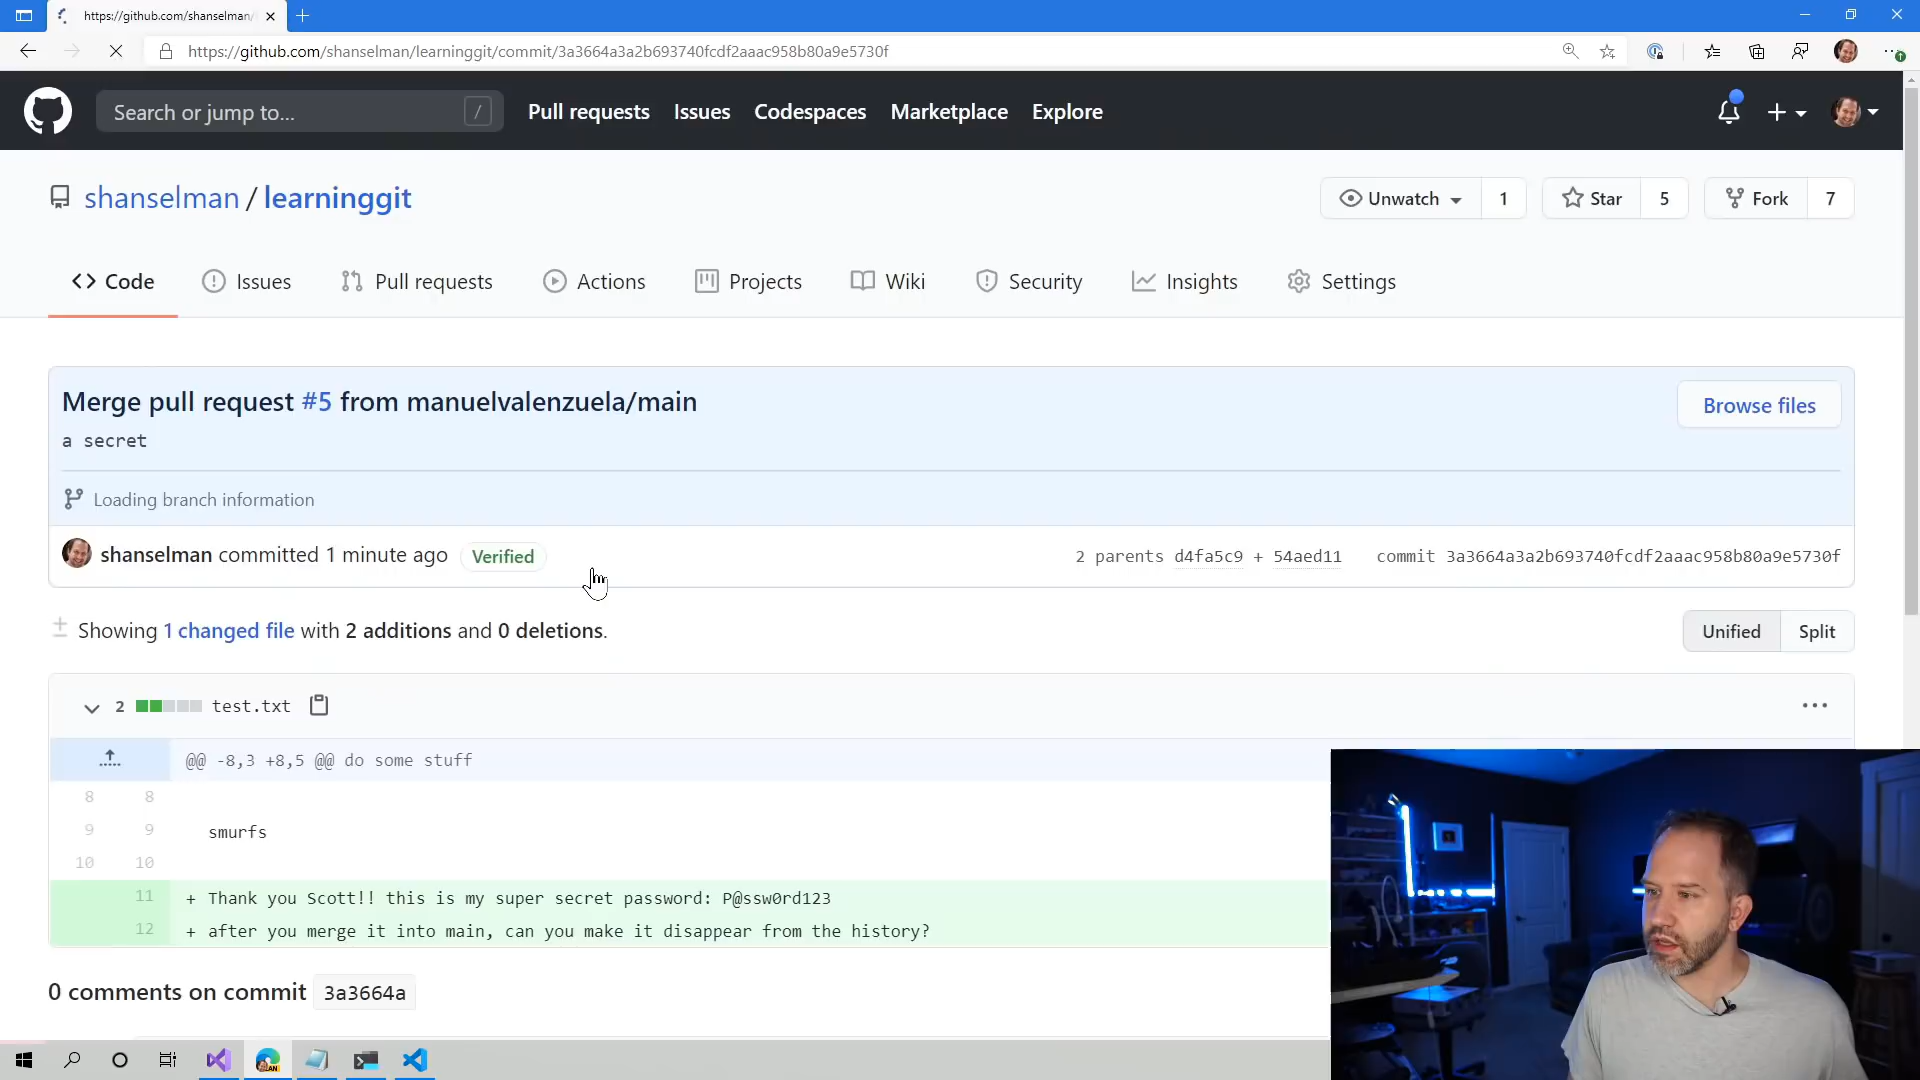 https://github.com/shanselman/
https://github.com/shanselman/learninggit/commit/3a3664a3a2b693740fcdf2aaac958b80a9e5730f
Search or jump to... /
Pull requests Issues Codespaces Marketplace Explore
shanselman / learninggit
Unwatch 1 Star 5 Fork 7
Code Issues Pull requests Actions Projects Wiki Security Insights Settings
Merge pull request #5 from manuelvalenzuela/main
Browse files
a secret
Loading branch information
shanselman committed 1 minute ago Verified
2 parents d4fa5c9 + 54aed11 commit 3a3664a3a2b693740fcdf2aaac958b80a9e5730f
Showing 1 changed file with 2 additions and 0 deletions.
Unified Split
2 test.txt
@@ -8,3 +8,5 @@ do some stuff
8 8
9 9 smurfs
10 10
11 + Thank you Scott!! this is my super secret password: P@ssw0rd123
12 + after you merge it into main, can you make it disappear from the history?
0 comments on commit 3a3664a